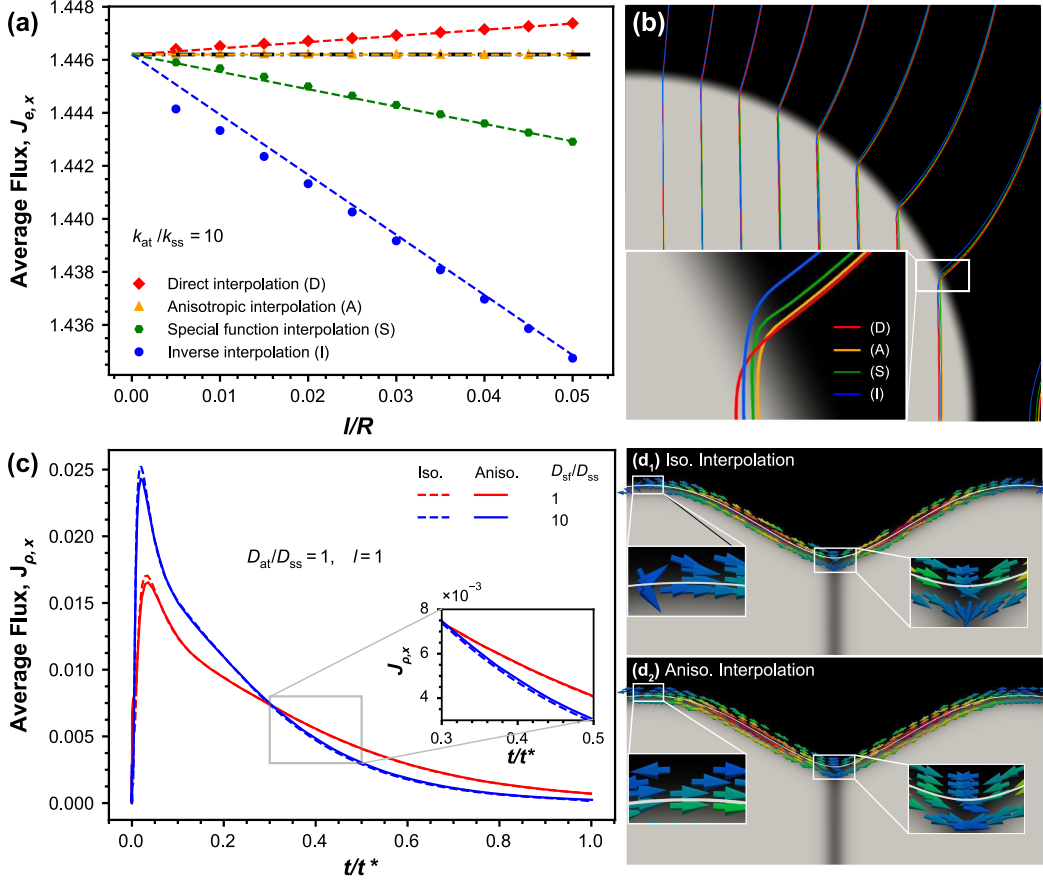 (a)
1.448
1.446
1.444
1.442
1.440
1.438
1.436
Average Flux, J_e,x
k_at/k_ss = 10
Direct interpolation (D)
Anisotropic interpolation (A)
Special function interpolation (S)
Inverse interpolation (I)
0.00 0.01 0.02 0.03 0.04 0.05
l/R
(b)
(D)
(A)
(S)
(I)
(c)
0.025
0.020
0.015
0.010
0.005
0.000
Average Flux, J_ρ,x
Iso. Aniso. D_sf/D_ss
1
10
D_at/D_ss = 1, l = 1
×10⁻³
8
6
4
J_ρ,x
0.3 0.4 0.5
t/t*
0.0 0.2 0.4 0.6 0.8 1.0
t/t*
(d₁) Iso. Interpolation
(d₂) Aniso. Interpolation